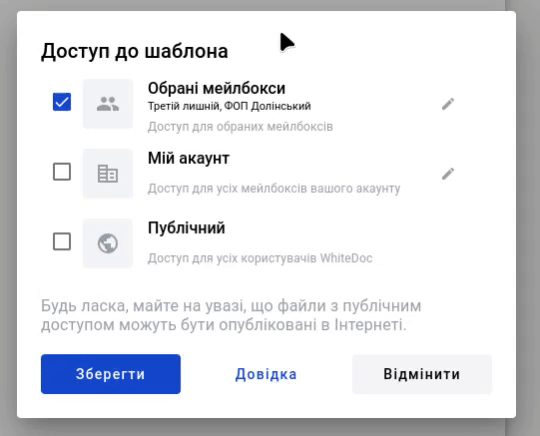 Доступ до шаблона
Обрані мейлбокси
Третій лишній, ФОП Долінський
Доступ для обраних мейлбоксів
Мій акаунт
Доступ для усіх мейлбоксів вашого акаунту
Публічний
Доступ для усіх користувачів WhiteDoc
Будь ласка, майте на увазі, що файли з публічним
доступом можуть бути опубліковані в Інтернеті.
Зберегти
Довідка
Відмінити